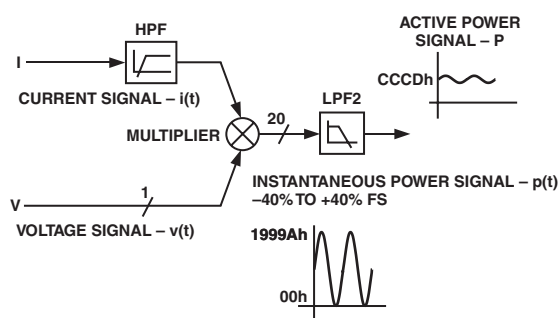 HPF
I
CURRENT SIGNAL – i(t)
MULTIPLIER
20
LPF2
ACTIVE POWER
SIGNAL – P
CCCDh
V
1
VOLTAGE SIGNAL – v(t)
INSTANTANEOUS POWER SIGNAL – p(t)
–40% TO +40% FS
1999Ah
00h